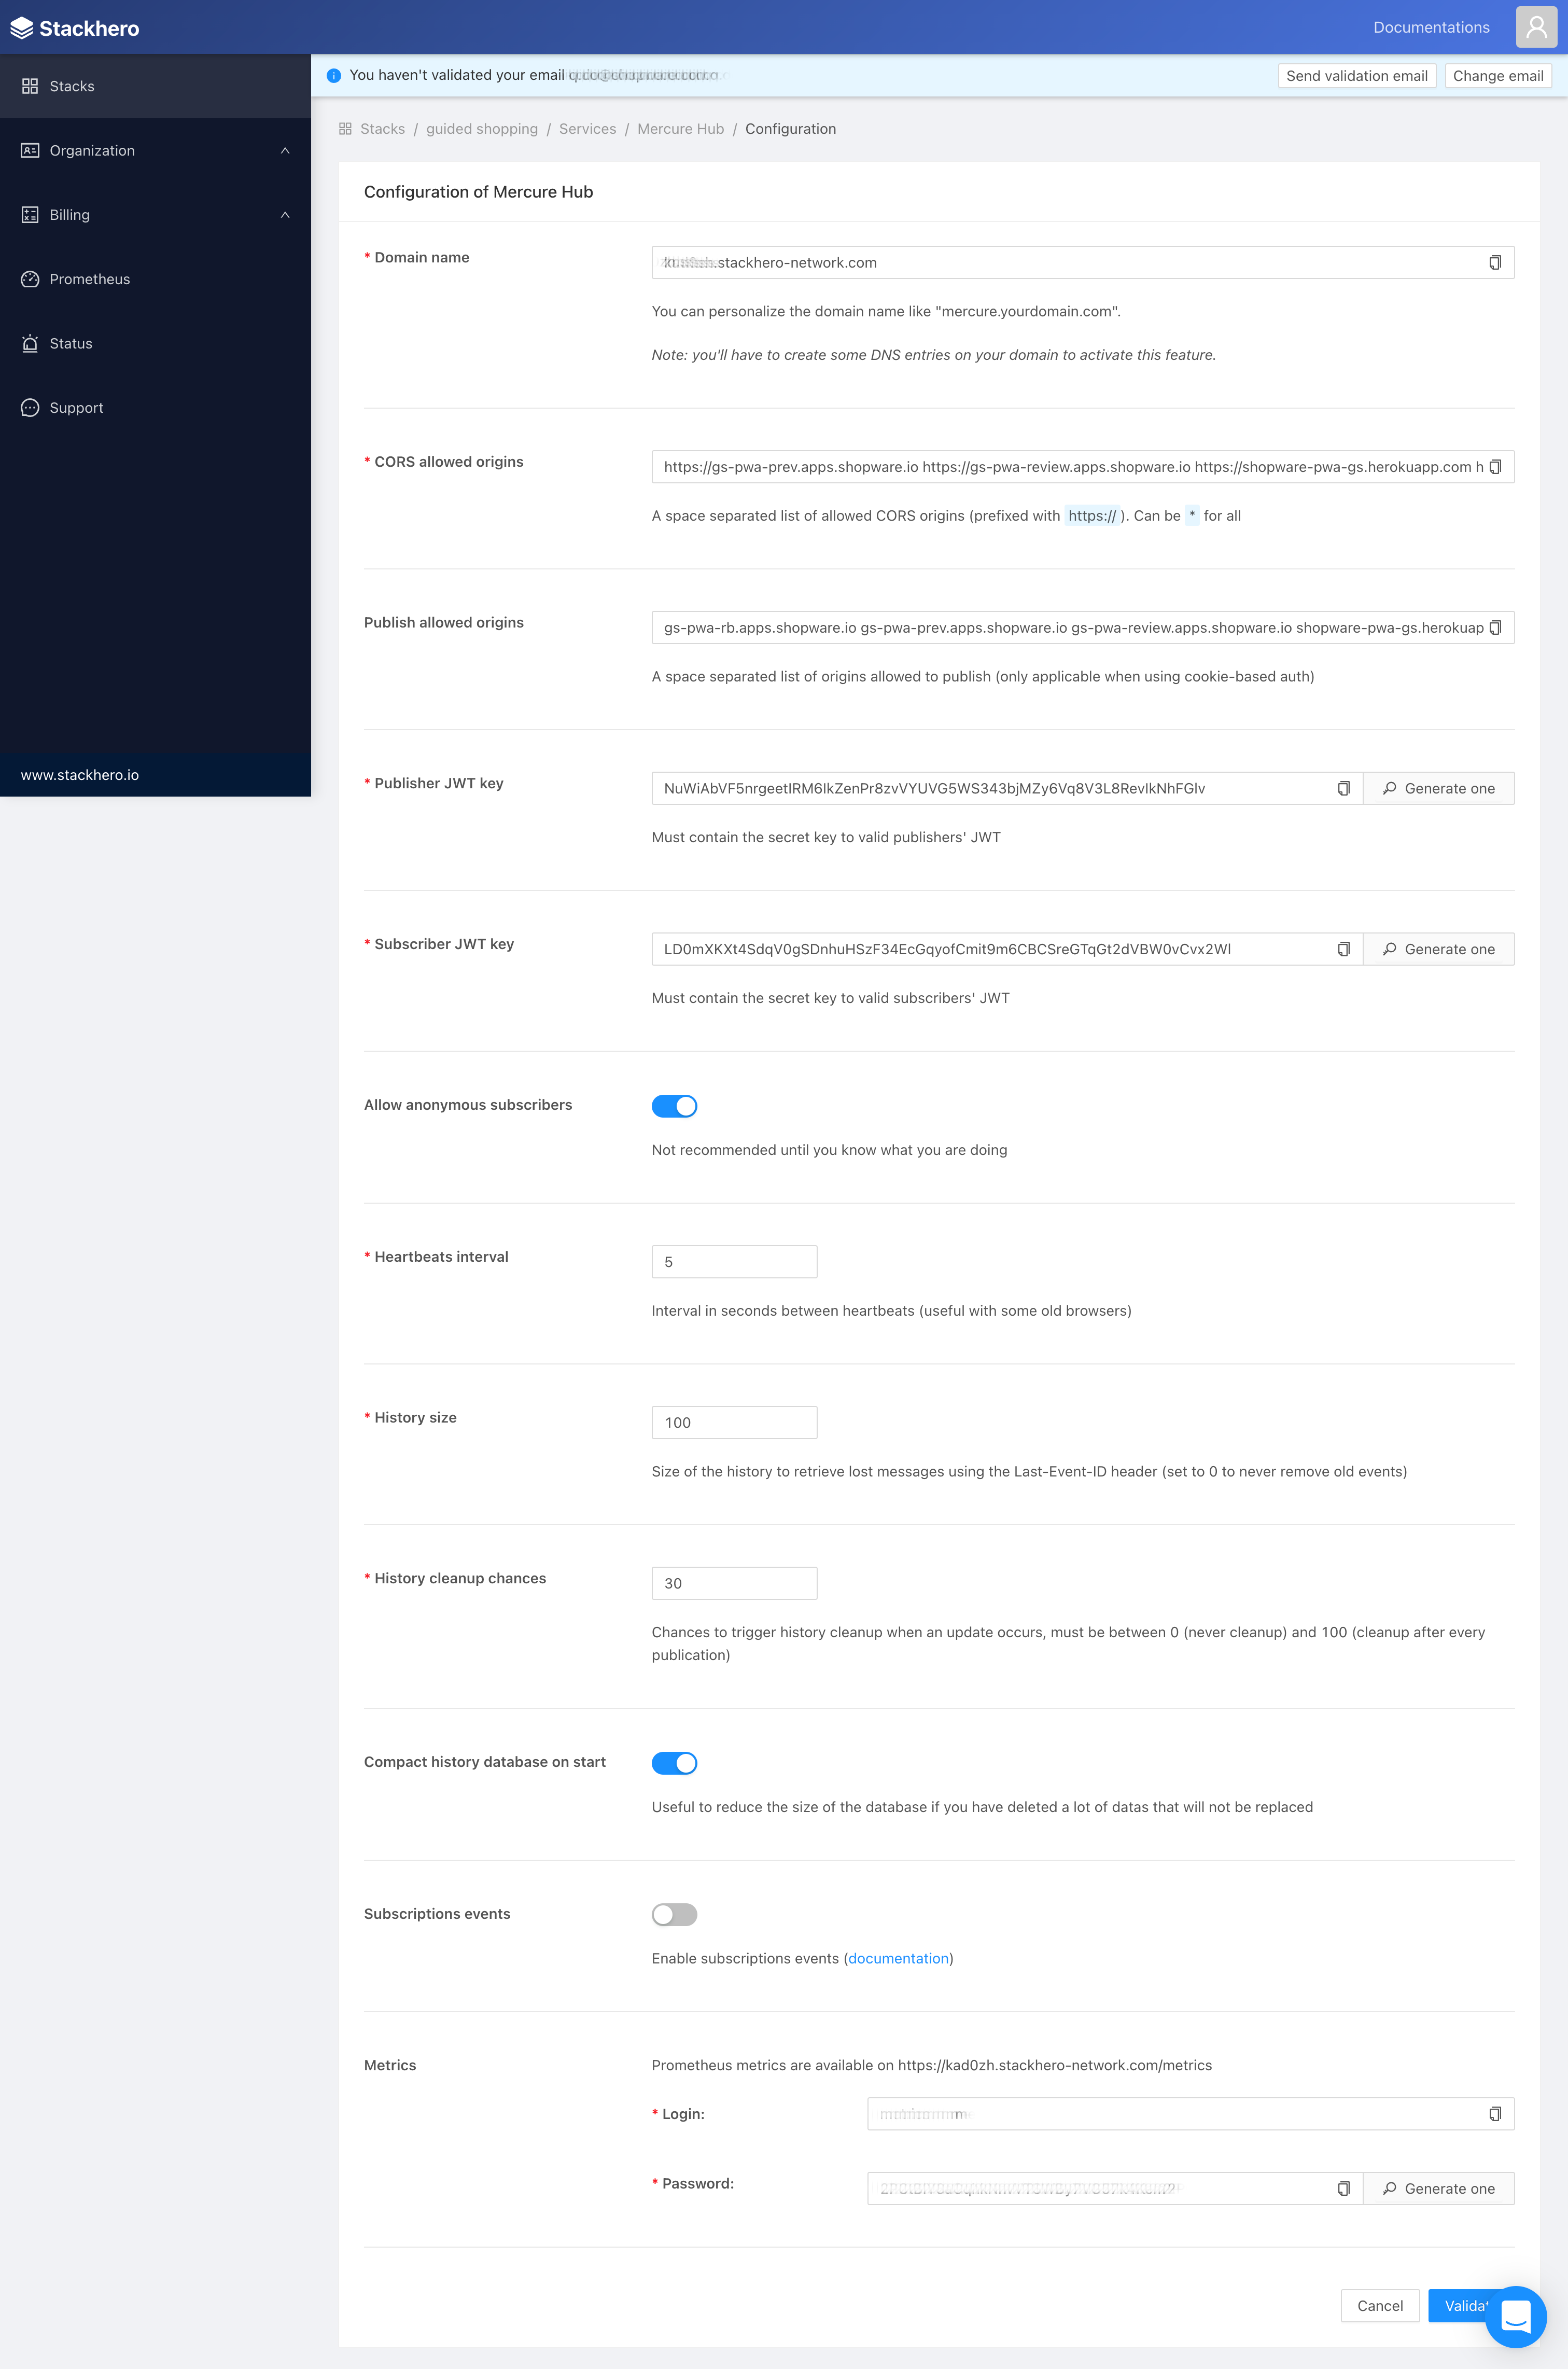 Stackhero
Documentations
Stacks
Organization
Billing
Prometheus
Status
Support
www.stackhero.io
You haven't validated your email
Send validation email
Change email
Stacks / guided shopping / Services / Mercure Hub / Configuration
Configuration of Mercure Hub
* Domain name
.stackhero-network.com
You can personalize the domain name like "mercure.yourdomain.com".
Note: you'll have to create some DNS entries on your domain to activate this feature.
* CORS allowed origins
https://gs-pwa-prev.apps.shopware.io https://gs-pwa-review.apps.shopware.io https://shopware-pwa-gs.herokuapp.com h
A space separated list of allowed CORS origins (prefixed with https:// ). Can be * for all
Publish allowed origins
gs-pwa-rb.apps.shopware.io gs-pwa-prev.apps.shopware.io gs-pwa-review.apps.shopware.io shopware-pwa-gs.herokuap
A space separated list of origins allowed to publish (only applicable when using cookie-based auth)
* Publisher JWT key
NuWiAbVF5nrgeetIRM6IkZenPr8zvVYUVG5WS343bjMZy6Vq8V3L8RevIkNhFGlv
Generate one
Must contain the secret key to valid publishers' JWT
* Subscriber JWT key
LD0mXKXt4SdqV0gSDnhuHSzF34EcGqyofCmit9m6CBCSreGTqGt2dVBW0vCvx2Wl
Generate one
Must contain the secret key to valid subscribers' JWT
Allow anonymous subscribers
Not recommended until you know what you are doing
* Heartbeats interval
5
Interval in seconds between heartbeats (useful with some old browsers)
* History size
100
Size of the history to retrieve lost messages using the Last-Event-ID header (set to 0 to never remove old events)
* History cleanup chances
30
Chances to trigger history cleanup when an update occurs, must be between 0 (never cleanup) and 100 (cleanup after every
publication)
Compact history database on start
Useful to reduce the size of the database if you have deleted a lot of datas that will not be replaced
Subscriptions events
Enable subscriptions events (documentation)
Metrics
Prometheus metrics are available on https://kad0zh.stackhero-network.com/metrics
* Login:
* Password:
Generate one
Cancel
Validat